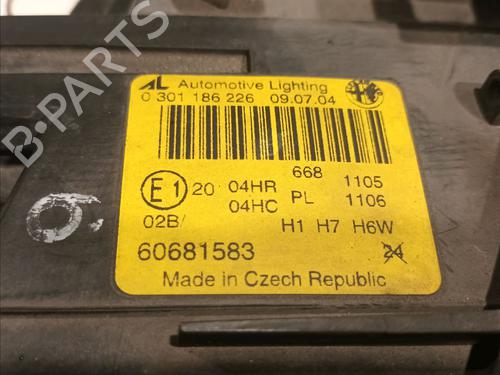 AL Automotive Lighting
0 301 186 226 09.07.04
668
E1 20 04HR PL 1105
04HC 1106
02B/ H1 H7 H6W
60681583 24
Made in Czech Republic
B-PARTS